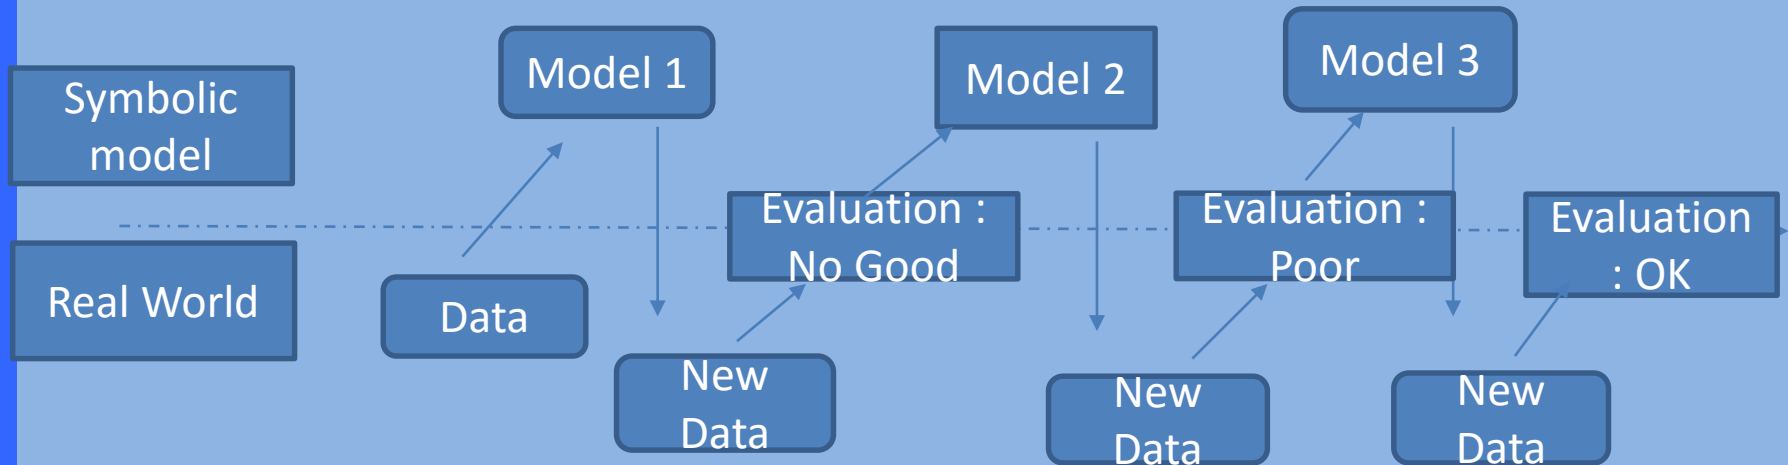 Symbolic
model
Real World
Model 1
Data
New
Data
Evaluation :
No Good
Model 2
New
Data
Evaluation :
Poor
Model 3
New
Data
Evaluation
: OK